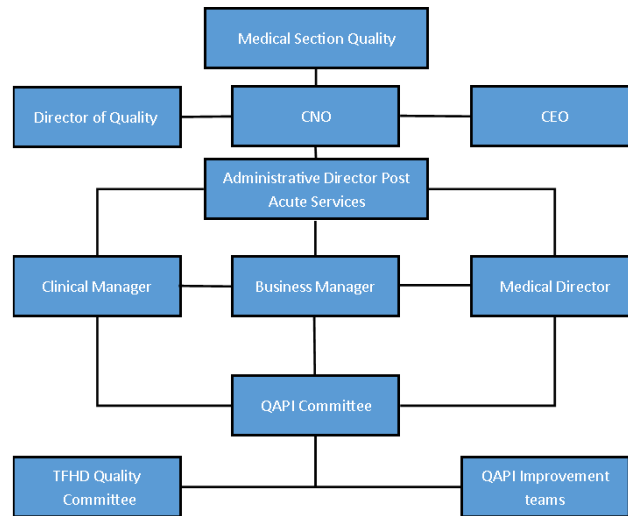 Medical Section Quality
Director of Quality
CNO
CEO
Administrative Director Post
Acute Services
Clinical Manager
Business Manager
Medical Director
QAPI Committee
TFHD Quality
Committee
QAPI Improvement
teams